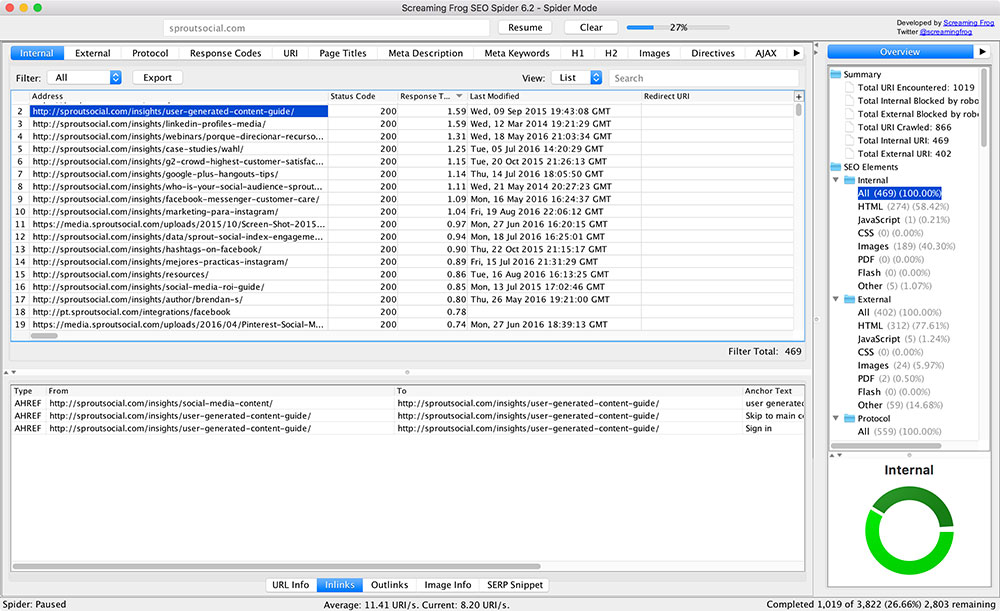 Screaming Frog SEO Spider 6.2 - Spider Mode
sproutsocial.com Resume Clear 27%
Developed by Screaming Frog
Twitter @screamingfrog
Internal External Protocol Response Codes URI Page Titles Meta Description Meta Keywords H1 H2 Images Directives AJAX
Filter: All Export View: List Search
Address Status Code Response T... Last Modified Redirect URI
2 http://sproutsocial.com/insights/user-generated-content-guide/ 200 1.59 Wed, 09 Sep 2015 19:43:08 GMT
3 http://sproutsocial.com/insights/linkedin-profiles-media/ 200 1.59 Wed, 12 Mar 2014 19:21:29 GMT
4 http://sproutsocial.com/insights/webinars/porque-direcionar-recurso... 200 1.31 Wed, 18 May 2016 21:03:34 GMT
5 http://sproutsocial.com/insights/case-studies/wahl/ 200 1.25 Tue, 05 Jul 2016 14:20:29 GMT
6 http://sproutsocial.com/insights/g2-crowd-highest-customer-satisfac... 200 1.15 Tue, 20 Oct 2015 21:26:13 GMT
7 http://sproutsocial.com/insights/google-plus-hangouts-tips/ 200 1.14 Thu, 14 Jul 2016 18:05:50 GMT
8 http://sproutsocial.com/insights/who-is-your-social-audience-sprout... 200 1.11 Wed, 21 May 2014 20:27:23 GMT
9 http://sproutsocial.com/insights/facebook-messenger-customer-care/ 200 1.09 Mon, 16 May 2016 16:24:37 GMT
10 http://sproutsocial.com/insights/marketing-para-instagram/ 200 1.04 Fri, 19 Aug 2016 22:06:12 GMT
11 https://media.sproutsocial.com/uploads/2015/10/Screen-Shot-2015... 200 0.97 Mon, 27 Jun 2016 16:20:15 GMT
12 http://sproutsocial.com/insights/data/sprout-social-index-engageme... 200 0.94 Mon, 18 Jul 2016 16:25:01 GMT
13 http://sproutsocial.com/insights/hashtags-on-facebook/ 200 0.90 Thu, 22 Oct 2015 21:15:17 GMT
14 http://sproutsocial.com/insights/mejores-practicas-instagram/ 200 0.89 Fri, 15 Jul 2016 21:31:29 GMT
15 http://sproutsocial.com/insights/resources/ 200 0.86 Tue, 16 Aug 2016 16:13:25 GMT
16 http://sproutsocial.com/insights/social-media-roi-guide/ 200 0.85 Mon, 13 Jul 2015 17:02:46 GMT
17 http://sproutsocial.com/insights/author/brendan-s/ 200 0.80 Thu, 26 May 2016 19:21:00 GMT
18 http://pt.sproutsocial.com/integrations/facebook 200 0.78
19 https://media.sproutsocial.com/uploads/2016/04/Pinterest-Social-M... 200 0.74 Mon, 27 Jun 2016 18:39:13 GMT
Filter Total: 469
Type From To Anchor Text
AHREF http://sproutsocial.com/insights/social-media-content/ http://sproutsocial.com/insights/user-generated-content-guide/ user generated
AHREF http://sproutsocial.com/insights/user-generated-content-guide/ http://sproutsocial.com/insights/user-generated-content-guide/ Skip to main c
AHREF http://sproutsocial.com/insights/user-generated-content-guide/ http://sproutsocial.com/insights/user-generated-content-guide/ Sign in
URL Info Inlinks Outlinks Image Info SERP Snippet
Overview
Summary
Total URI Encountered: 1019
Total Internal Blocked by robo
Total External Blocked by rob
Total URI Crawled: 866
Total Internal URI: 469
Total External URI: 402
SEO Elements
Internal
All (469) (100.00%)
HTML (274) (58.42%)
JavaScript (1) (0.21%)
CSS (0) (0.00%)
Images (189) (40.30%)
PDF (0) (0.00%)
Flash (0) (0.00%)
Other (5) (1.07%)
External
All (402) (100.00%)
HTML (312) (77.61%)
JavaScript (5) (1.24%)
CSS (0) (0.00%)
Images (24) (5.97%)
PDF (2) (0.50%)
Flash (0) (0.00%)
Other (59) (14.68%)
Protocol
All (559) (100.00%)
Internal
Spider: Paused Average: 11.41 URI/s. Current: 8.20 URI/s. Completed 1,019 of 3,822 (26.66%) 2,803 remaining